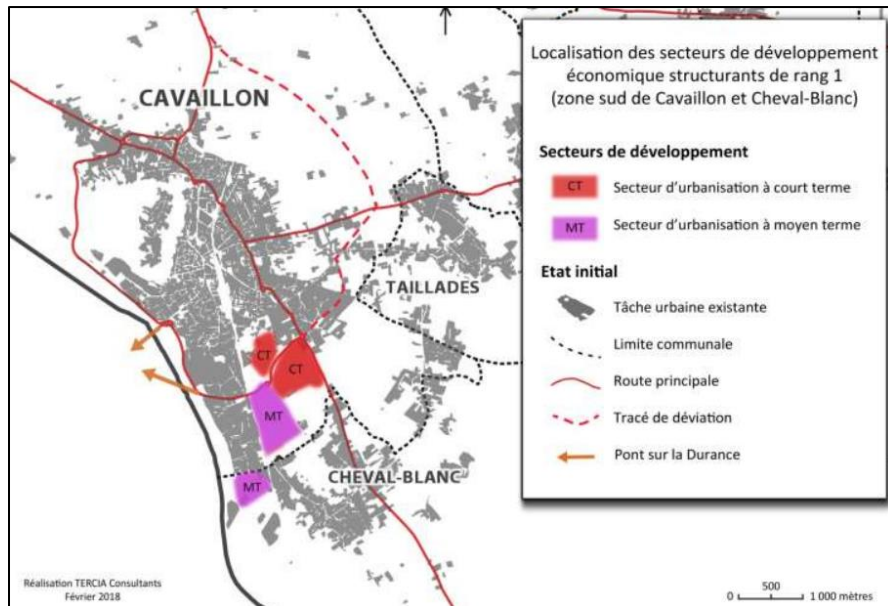 CAVAILLON
TAILLADES
CHEVAL-BLANC
CT
CT
MT
MT
Localisation des secteurs de développement
économique structurants de rang 1
(zone sud de Cavaillon et Cheval-Blanc)
Secteurs de développement
CT Secteur d'urbanisation à court terme
MT Secteur d'urbanisation à moyen terme
Etat initial
Tâche urbaine existante
Limite communale
Route principale
Tracé de déviation
Pont sur la Durance
Réalisation TERCIA Consultants
Février 2018
500
0 1 000 mètres